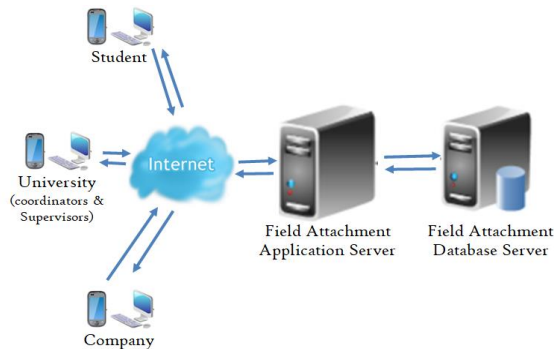 Student
Internet
University
(coordinators &
Supervisors)
Field Attachment
Application Server
Field Attachment
Database Server
Company